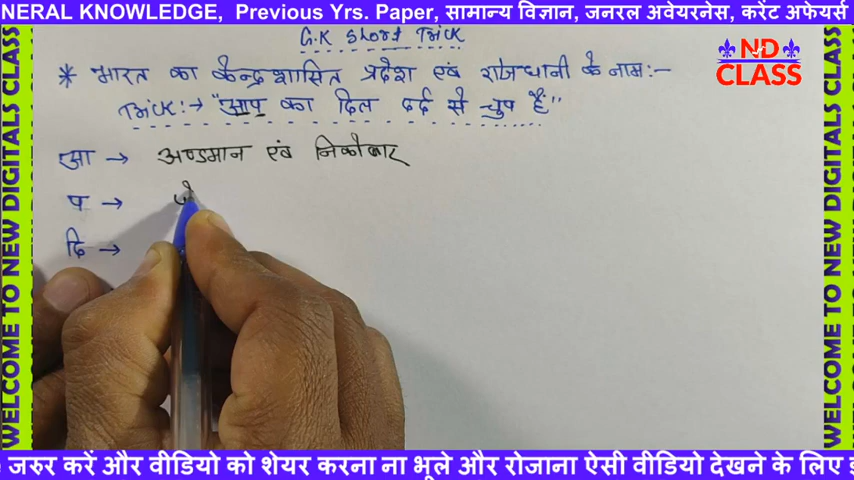 NERAL KNOWLEDGE, Previous Yrs. Paper, सामान्य विज्ञान, जनरल अवेयरनेस, करेंट अफेयर्स
G.K Short Trick
ND CLASS
* भारत का केन्द्रशासित प्रदेश एवं राजधानी के नाम:-
Trick:→ "आप का दिल दर्द से चुप है"
आ → अण्डमान एवं निकोबार
प →
दि →
WELCOME TO NEW DIGITALS CLASS
WELCOME TO NEW DIGITALS CLASS
जरुर करें और वीडियो को शेयर करना ना भूले और रोजाना ऐसी वीडियो देखने के लिए